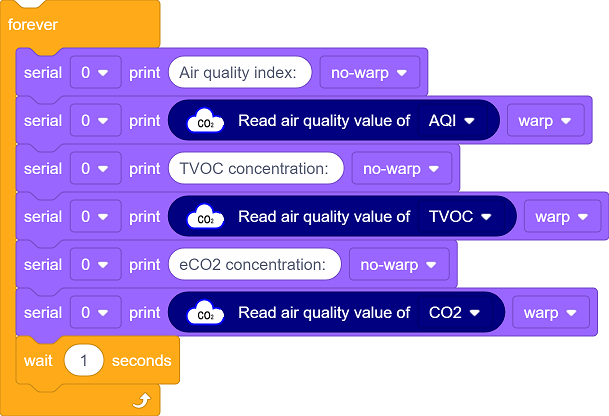 forever
serial 0 print Air quality index: no-warp
serial 0 print CO₂ Read air quality value of AQI warp
serial 0 print TVOC concentration: no-warp
serial 0 print CO₂ Read air quality value of TVOC warp
serial 0 print eCO2 concentration: no-warp
serial 0 print CO₂ Read air quality value of CO2 warp
wait 1 seconds